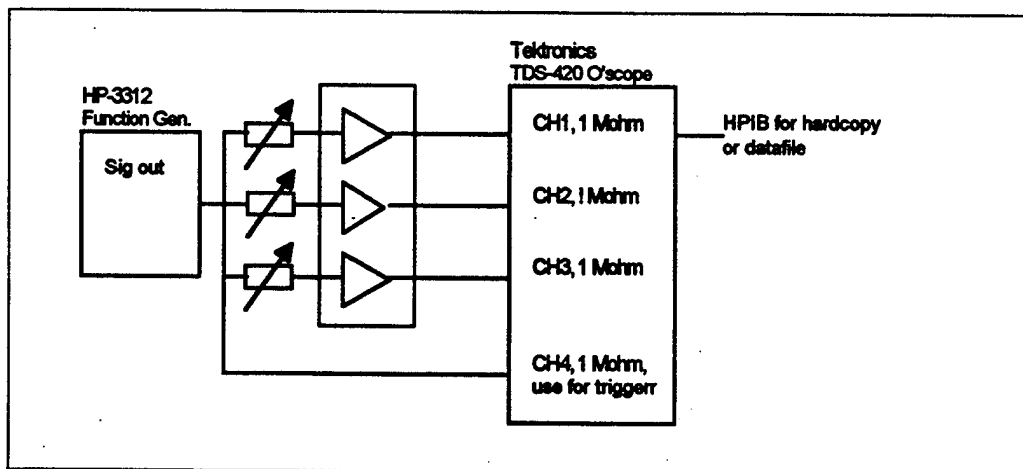 Tektronics
TDS-420 O'scope
HP-3312
Function Gen.
Sig out
CH1, 1 Mohm
HPIB for hardcopy
or datafile
CH2, ! Mohm
CH3, 1 Mohm
CH4, 1 Mohm,
use for triggerr